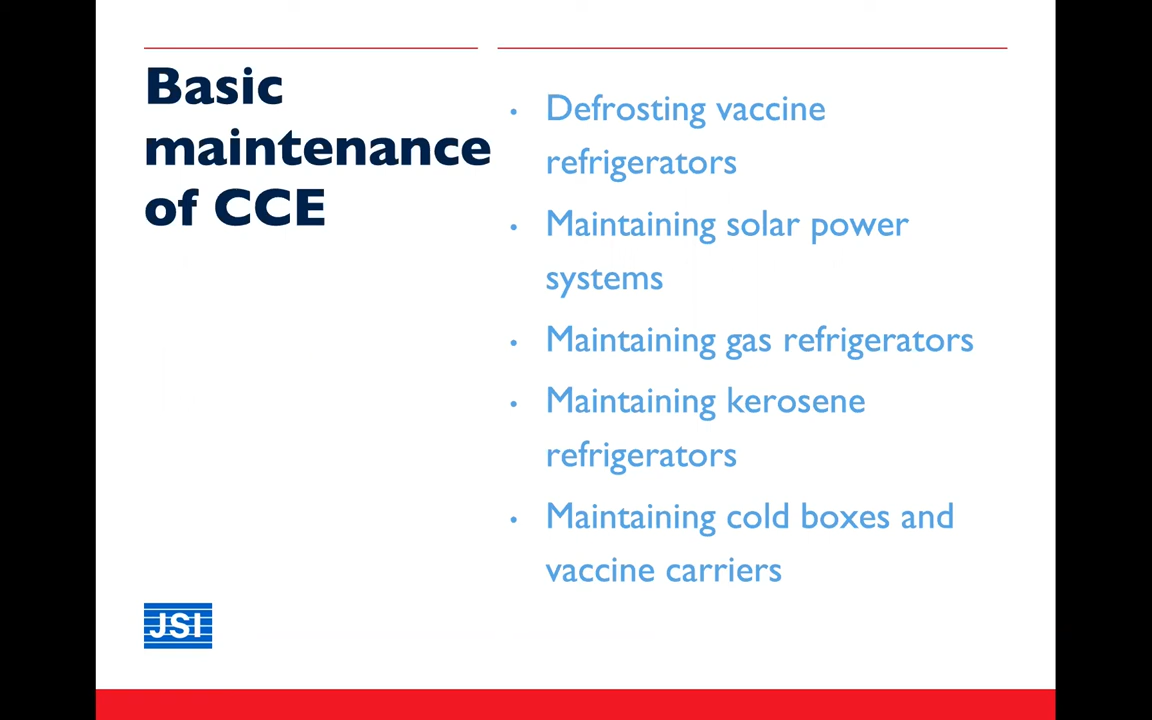 Basic
maintenance
of CCE
• Defrosting vaccine
refrigerators
• Maintaining solar power
systems
• Maintaining gas refrigerators
• Maintaining kerosene
refrigerators
• Maintaining cold boxes and
vaccine carriers
JSI